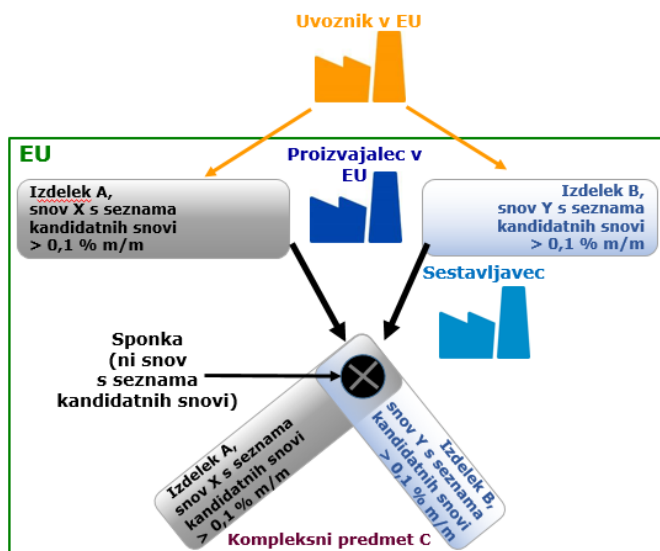 Uvoznik v EU
EU
Proizvajalec v
EU
Izdelek A,
snov X s seznama
kandidatnih snovi
> 0,1 % m/m
Izdelek B,
snov Y s seznama
kandidatnih snovi
> 0,1 % m/m
Sestavljavec
Sponka
(ni snov
s seznama
kandidatnih snovi)
Izdelek A,
snov X s seznama
kandidatnih snovi
> 0,1 % m/m
Izdelek B,
snov Y s seznama
kandidatnih snovi
> 0,1 % m/m
Kompleksni predmet C